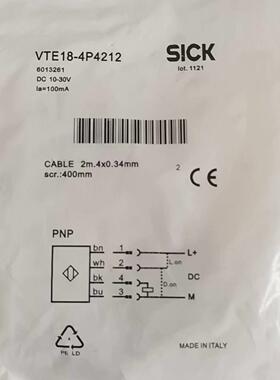 VTE18-4P4212
SICK
6013261
lot. 1121
DC 10-30V
Ia=100mA
CABLE 2m.4x0.34mm
scr.:400mm
2
CE
PNP
bn 1
L+
wh 2
L.on
bk 4
DC
D.on
bu 3
M
PE LD
MADE IN ITALY